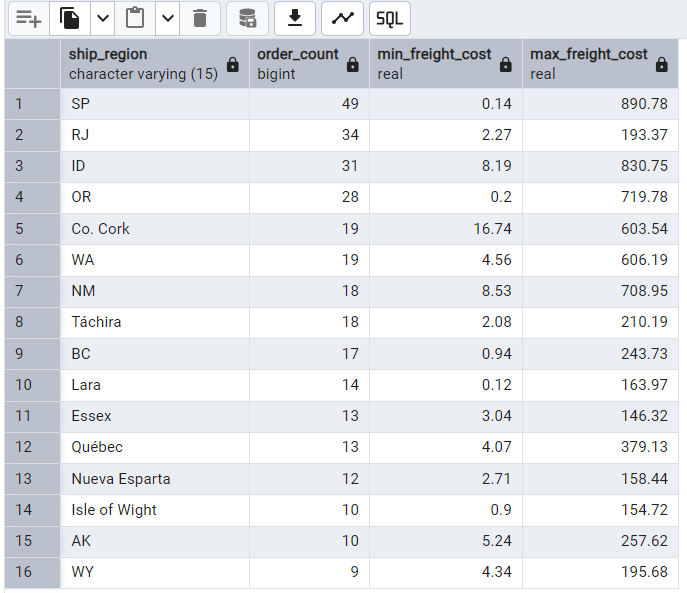 SQL
ship_region order_count min_freight_cost max_freight_cost
character varying (15) bigint real real
1 SP 49 0.14 890.78
2 RJ 34 2.27 193.37
3 ID 31 8.19 830.75
4 OR 28 0.2 719.78
5 Co. Cork 19 16.74 603.54
6 WA 19 4.56 606.19
7 NM 18 8.53 708.95
8 Táchira 18 2.08 210.19
9 BC 17 0.94 243.73
10 Lara 14 0.12 163.97
11 Essex 13 3.04 146.32
12 Québec 13 4.07 379.13
13 Nueva Esparta 12 2.71 158.44
14 Isle of Wight 10 0.9 154.72
15 AK 10 5.24 257.62
16 WY 9 4.34 195.68